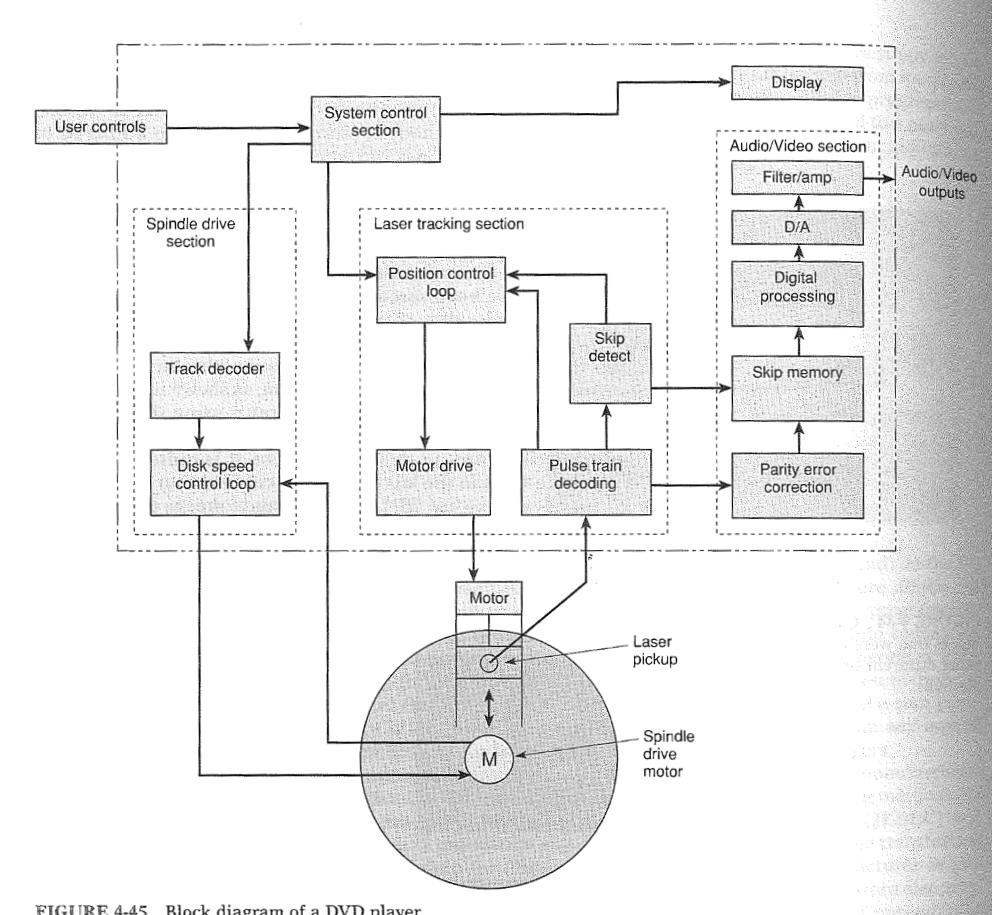 Display
User controls
System control
section
Audio/Video section
Filter/amp
Audio/Video
outputs
Spindle drive
section
Laser tracking section
D/A
Position control
loop
Digital
processing
Skip
detect
Track decoder
Skip memory
Disk speed
control loop
Motor drive
Pulse train
decoding
Parity error
correction
Motor
Laser
pickup
Spindle
drive
motor
M
FIGURE 4-45 Block diagram of a DVD player